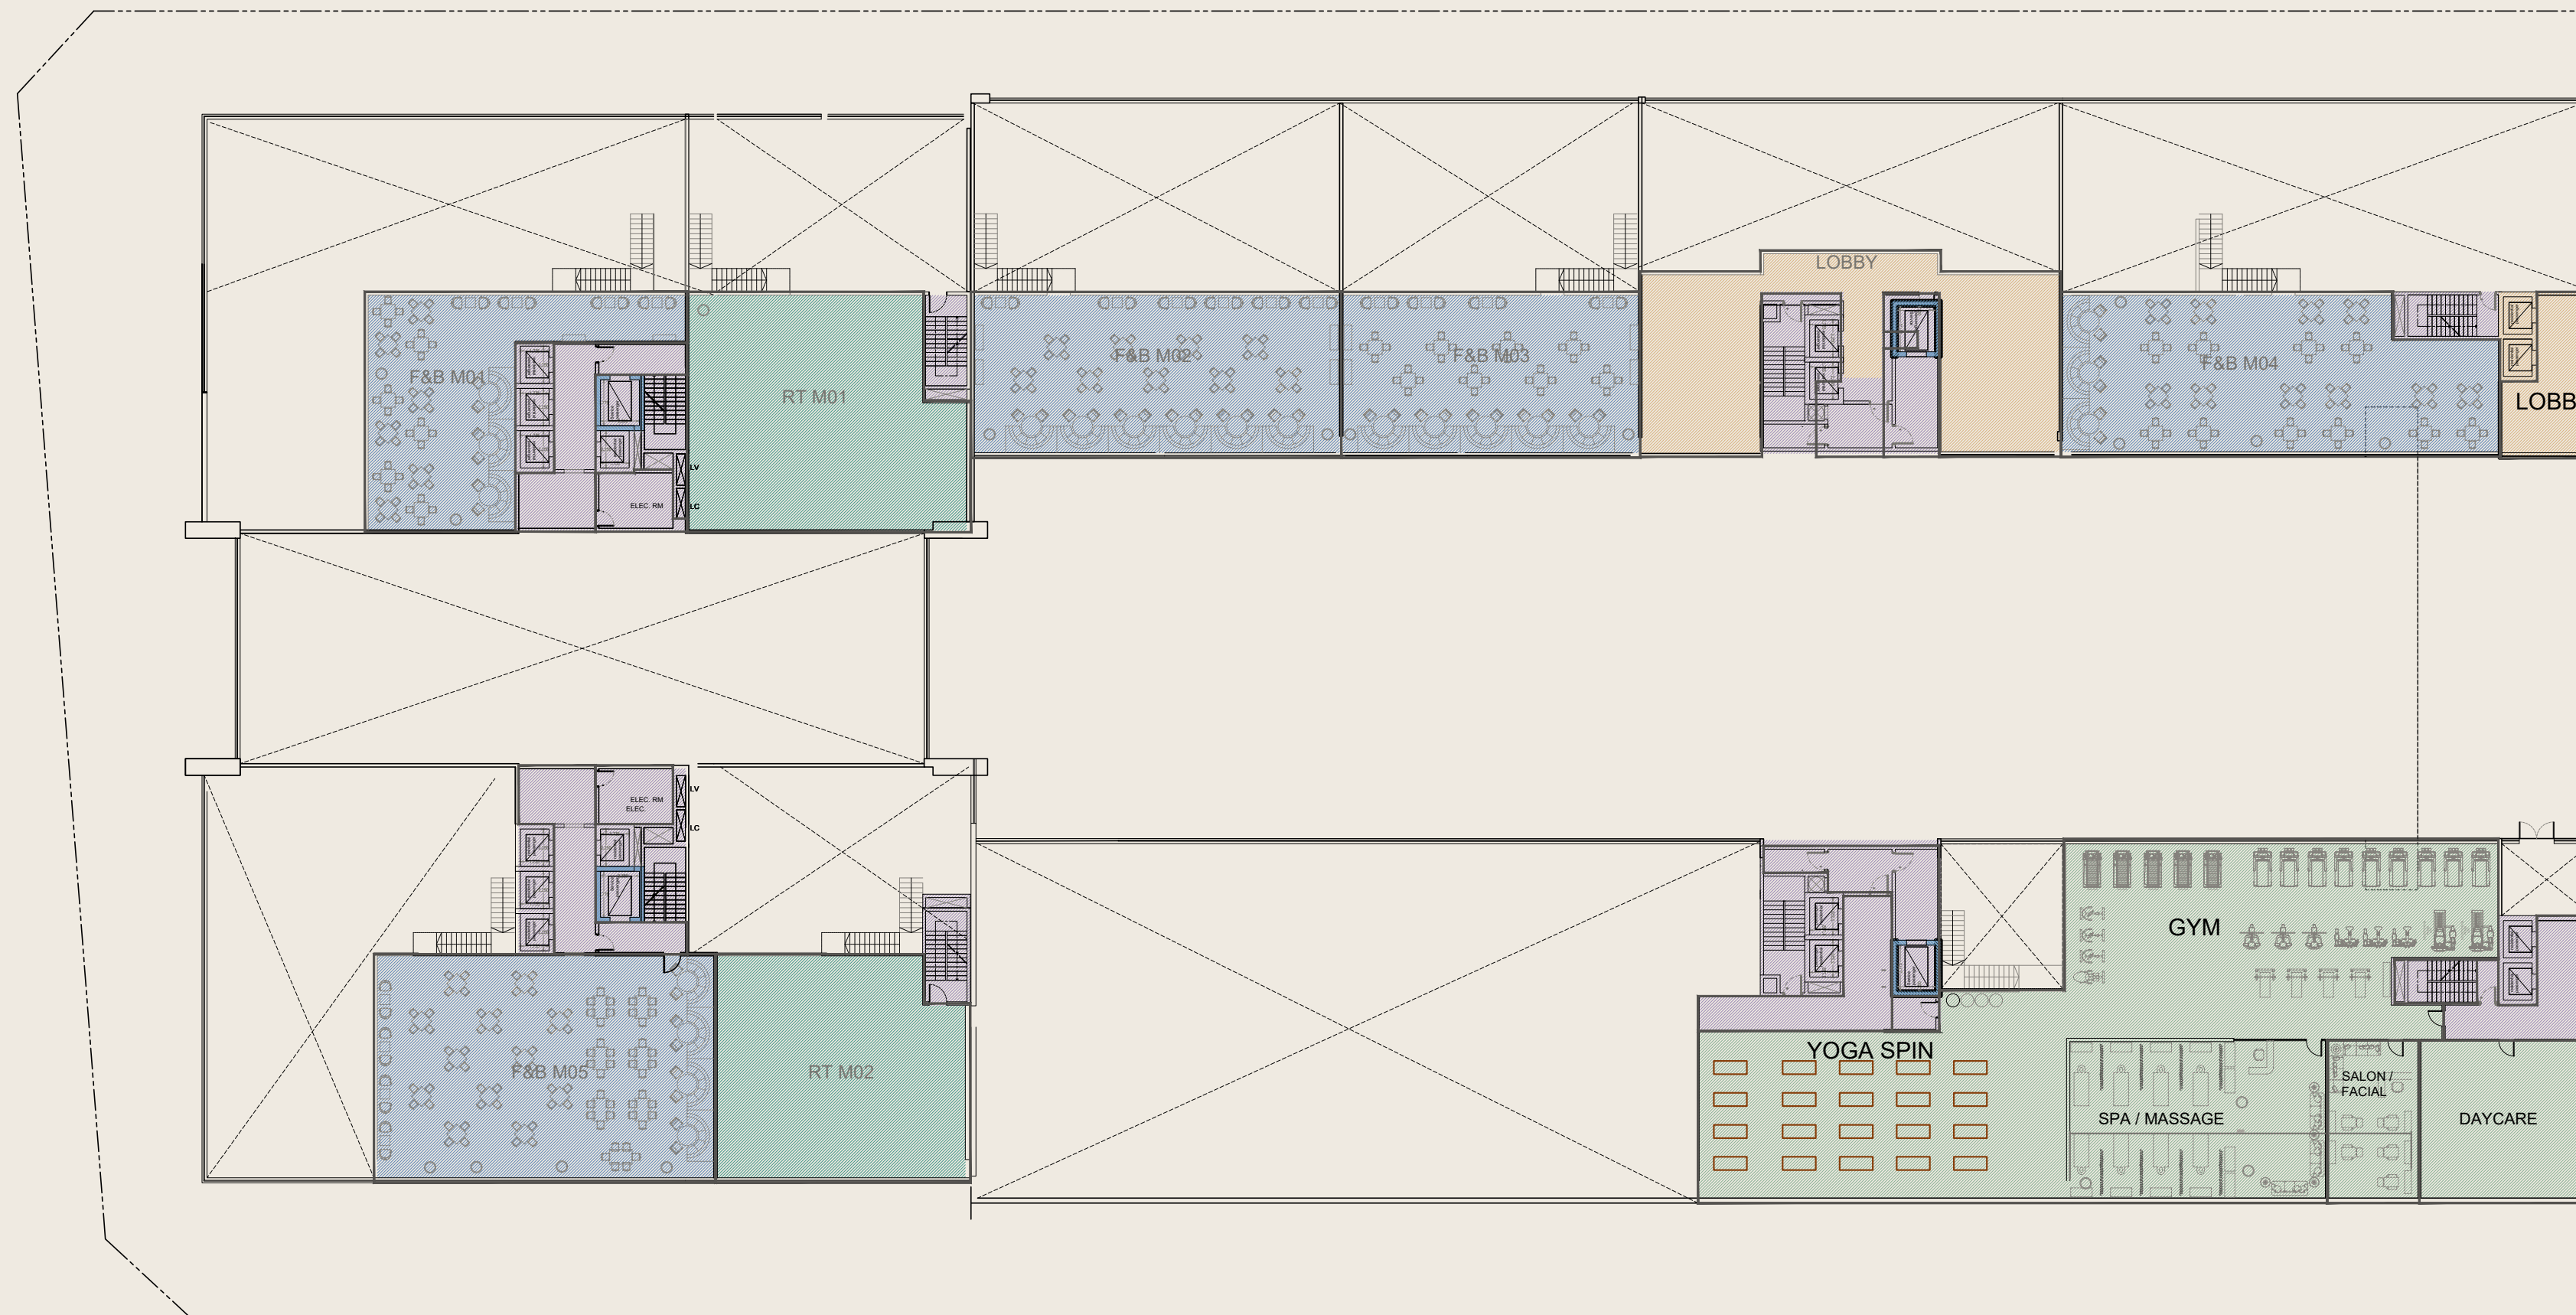 LOBBY
F&B M01
RT M01
F&B M02
F&B M03
F&B M04
LOBB
LV
LC
ELEC. RM
LV
LC
ELEC. RM
ELEC.
GYM
F&B M05
RT M02
YOGA SPIN
SALON /
FACIAL
SPA / MASSAGE
DAYCARE